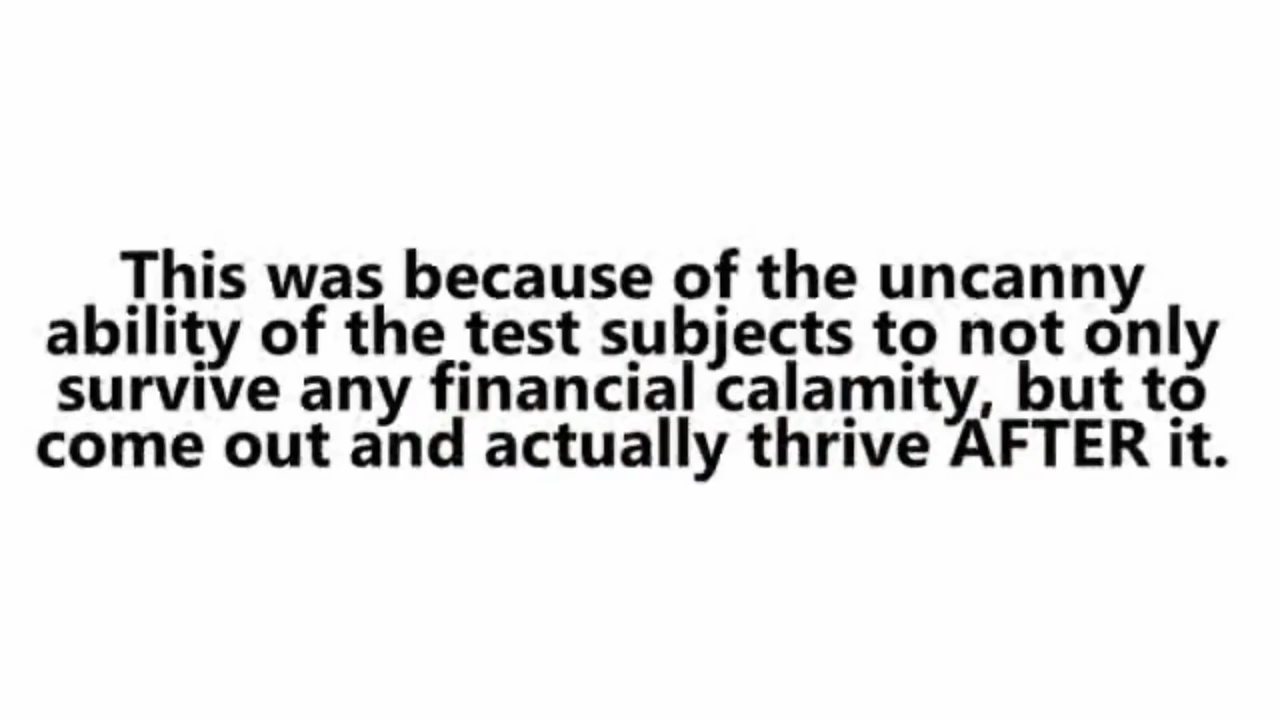 This was because of the uncanny
ability of the test subjects to not only
survive any financial calamity, but to
come out and actually thrive AFTER it.